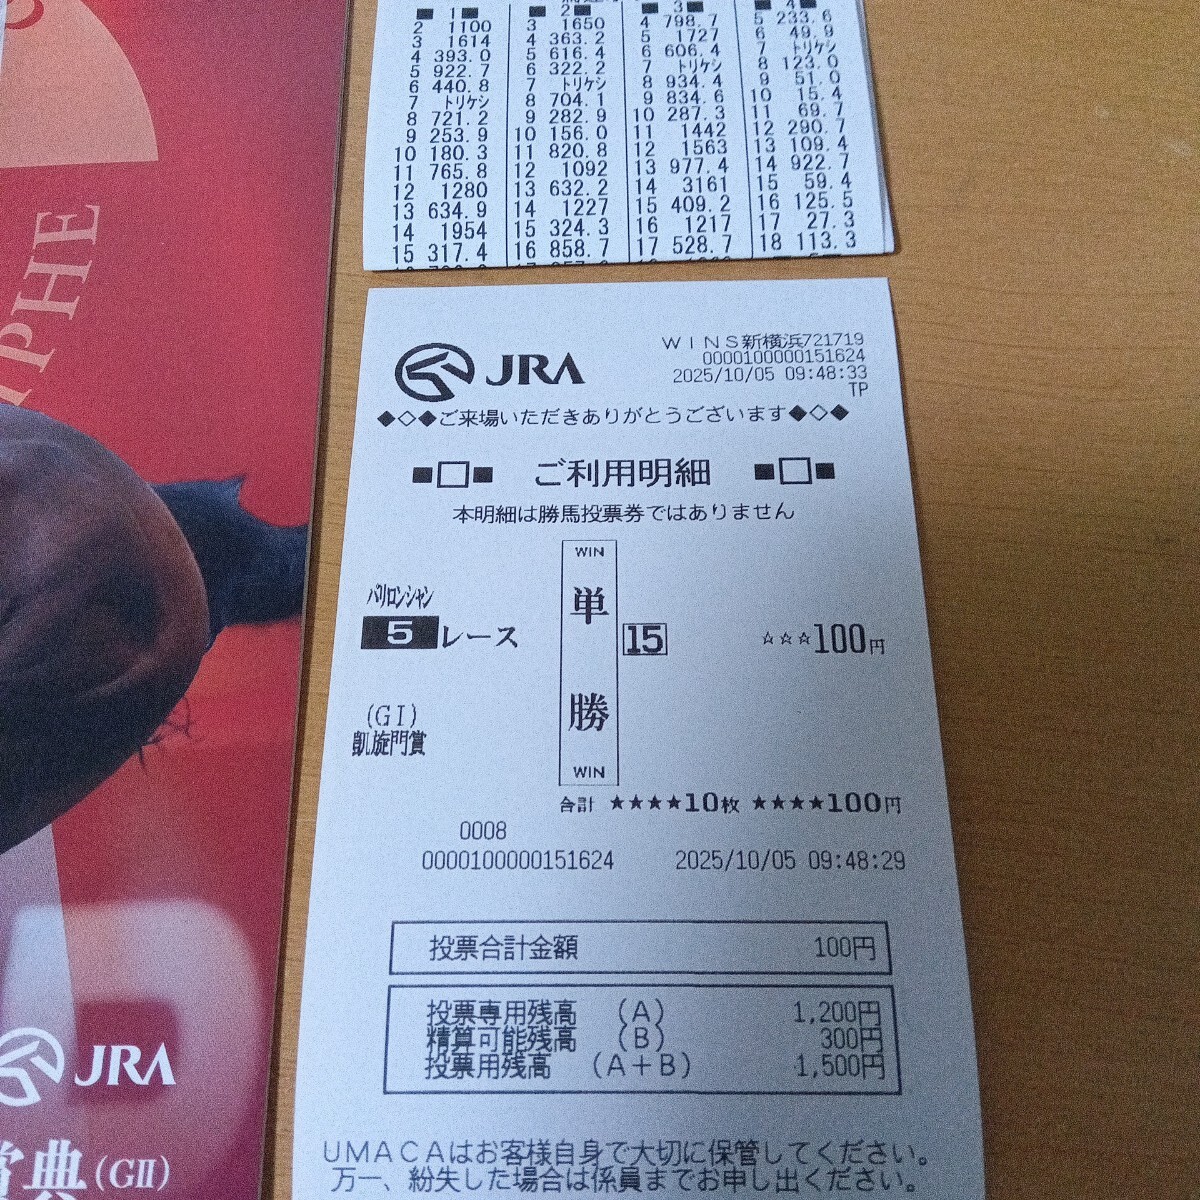 ■ 1■
2 1100
3 1614
4 393.0
5 922.7
6 440.8
7 トリケシ
8 721.2
9 253.9
10 180.3
11 765.8
12 1280
13 634.9
14 1954
15 317.4
■ 2■
3 1650
4 363.2
5 616.4
6 322.2
7 トリケシ
8 704.1
9 282.9
10 156.0
11 820.8
12 1092
13 632.2
14 1227
15 324.3
16 858.7
■ 3■
4 798.7
5 1727
6 606.4
7 トリケシ
8 934.4
9 834.6
10 287.3
11 1442
12 1563
13 977.4
14 3161
15 409.2
16 1217
17 528.7
■ 4■
5 233.6
6 49.9
7 トリケシ
8 123.0
9 51.0
10 15.4
11 69.7
12 290.7
13 109.4
14 922.7
15 59.4
16 125.5
17 27.3
18 113.3
JRA
WINS新横浜721719
0000100000151624
2025/10/05 09:48:33
TP
◆◇◆ご来場いただきありがとうございます◆◇◆
■□■ ご利用明細 ■□■
本明細は勝馬投票券ではありません
WIN
単勝
WIN
パリロンシャン
5レース
15 ☆☆☆100円
(GⅠ)
凱旋門賞
合計 ★★★★10枚 ★★★★100円
0008
0000100000151624 2025/10/05 09:48:29
投票合計金額 100円
投票専用残高 (A) 1,200円
精算可能残高 (B) 300円
投票用残高 (A+B) 1,500円
UMACAはお客様自身で大切に保管してください。
万一、紛失した場合は係員までお申し出ください。
PHE
JRA
典(GⅡ)